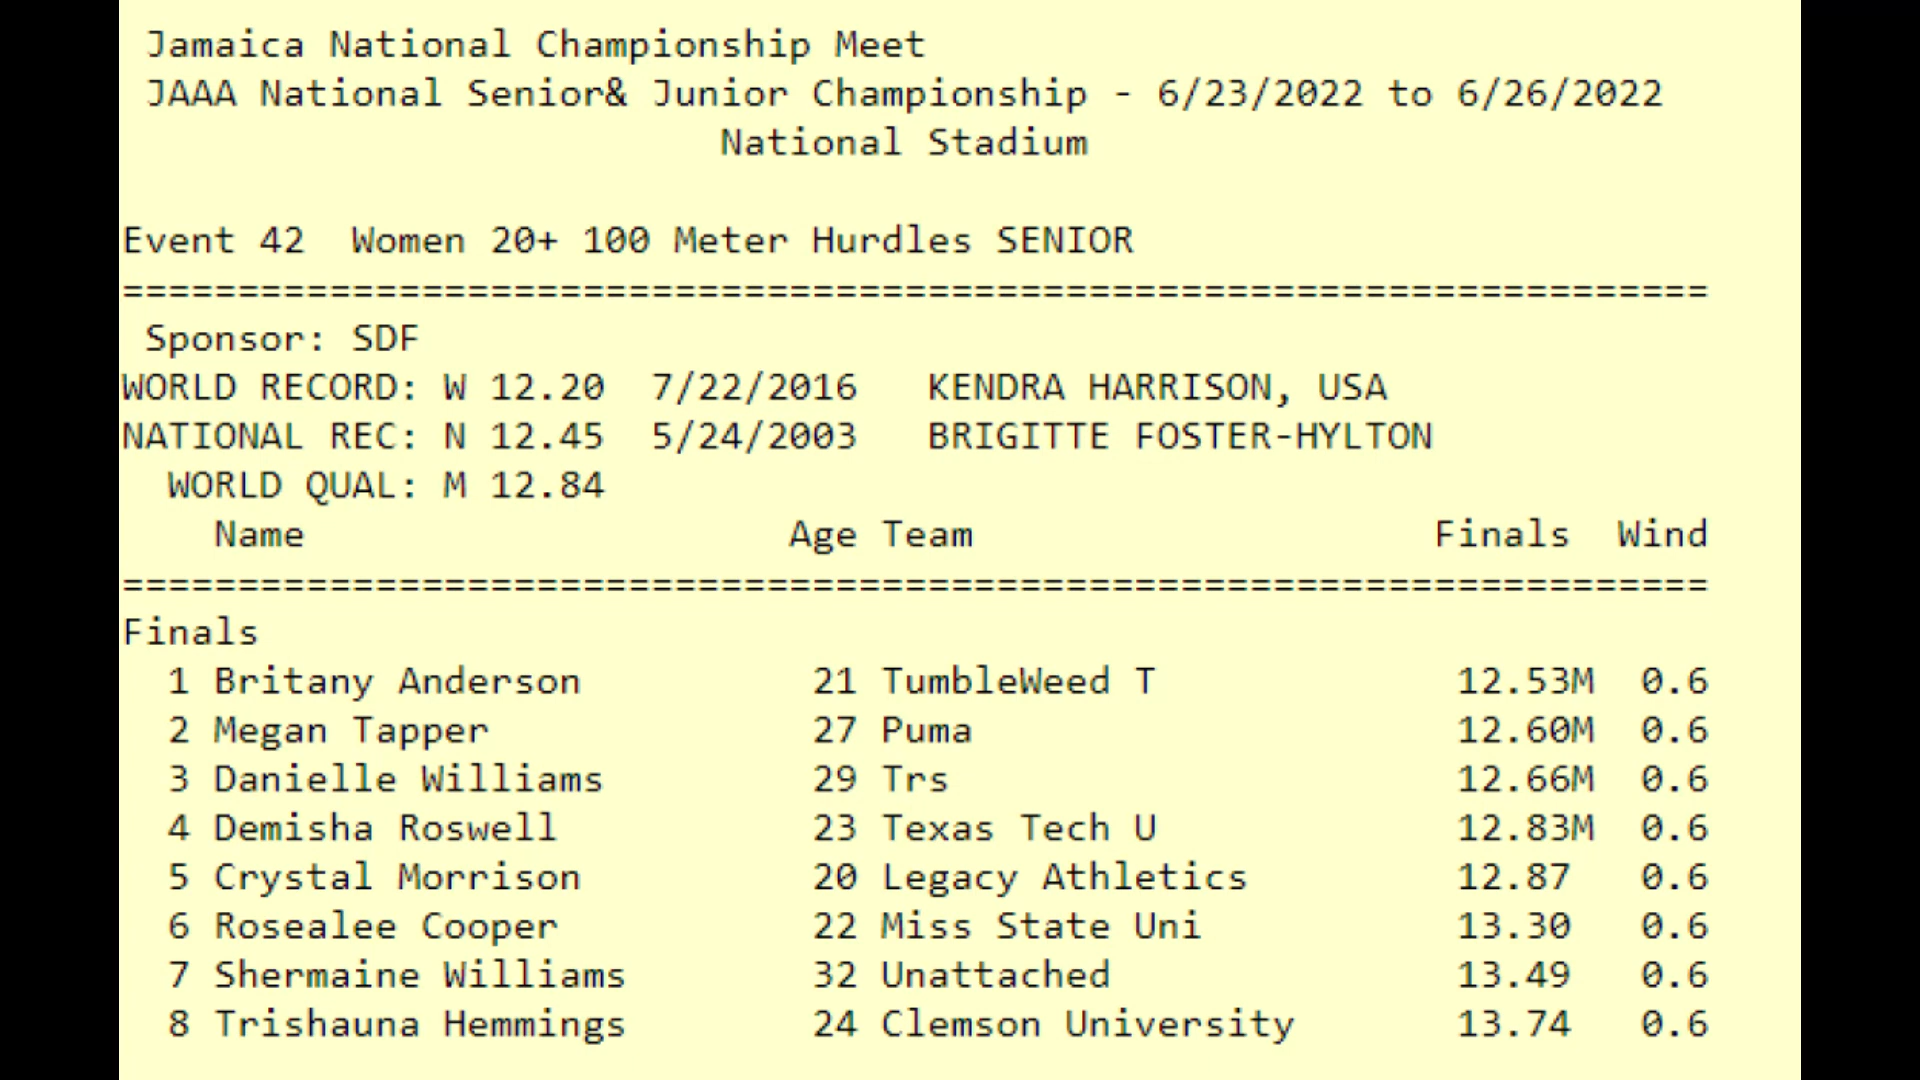 Jamaica National Championship Meet
JAAA National Senior& Junior Championship - 6/23/2022 to 6/26/2022
National Stadium
Event 42  Women 20+ 100 Meter Hurdles SENIOR
=====================================================================
Sponsor: SDF
WORLD RECORD: W 12.20  7/22/2016   KENDRA HARRISON, USA
NATIONAL REC: N 12.45  5/24/2003   BRIGITTE FOSTER-HYLTON
WORLD QUAL: M 12.84
Name Age Team Finals  Wind
=====================================================================
Finals
1 Britany Anderson 21 TumbleWeed T 12.53M  0.6
2 Megan Tapper 27 Puma 12.60M  0.6
3 Danielle Williams 29 Trs 12.66M  0.6
4 Demisha Roswell 23 Texas Tech U 12.83M  0.6
5 Crystal Morrison 20 Legacy Athletics 12.87   0.6
6 Rosealee Cooper 22 Miss State Uni 13.30   0.6
7 Shermaine Williams 32 Unattached 13.49   0.6
8 Trishauna Hemmings 24 Clemson University 13.74   0.6